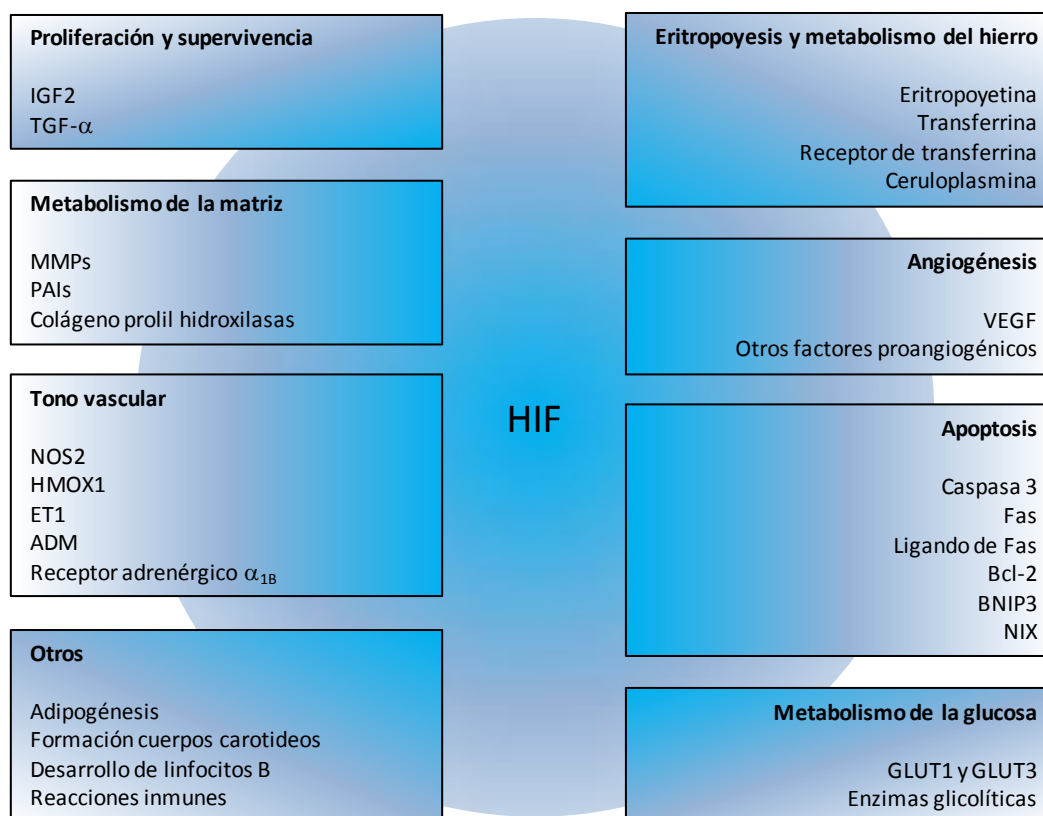 Proliferación y supervivencia
IGF2
TGF-α
Metabolismo de la matriz
MMPs
PAIs
Colágeno prolil hidroxilasas
Tono vascular
NOS2
HMOX1
ET1
ADM
Receptor adrenérgico α1B
Otros
Adipogénesis
Formación cuerpos carotideos
Desarrollo de linfocitos B
Reacciones inmunes
HIF
Eritropoyesis y metabolismo del hierro
Eritropoyetina
Transferrina
Receptor de transferrina
Ceruloplasmina
Angiogénesis
VEGF
Otros factores proangiogénicos
Apoptosis
Caspasa 3
Fas
Ligando de Fas
Bcl-2
BNIP3
NIX
Metabolismo de la glucosa
GLUT1 y GLUT3
Enzimas glicolíticas